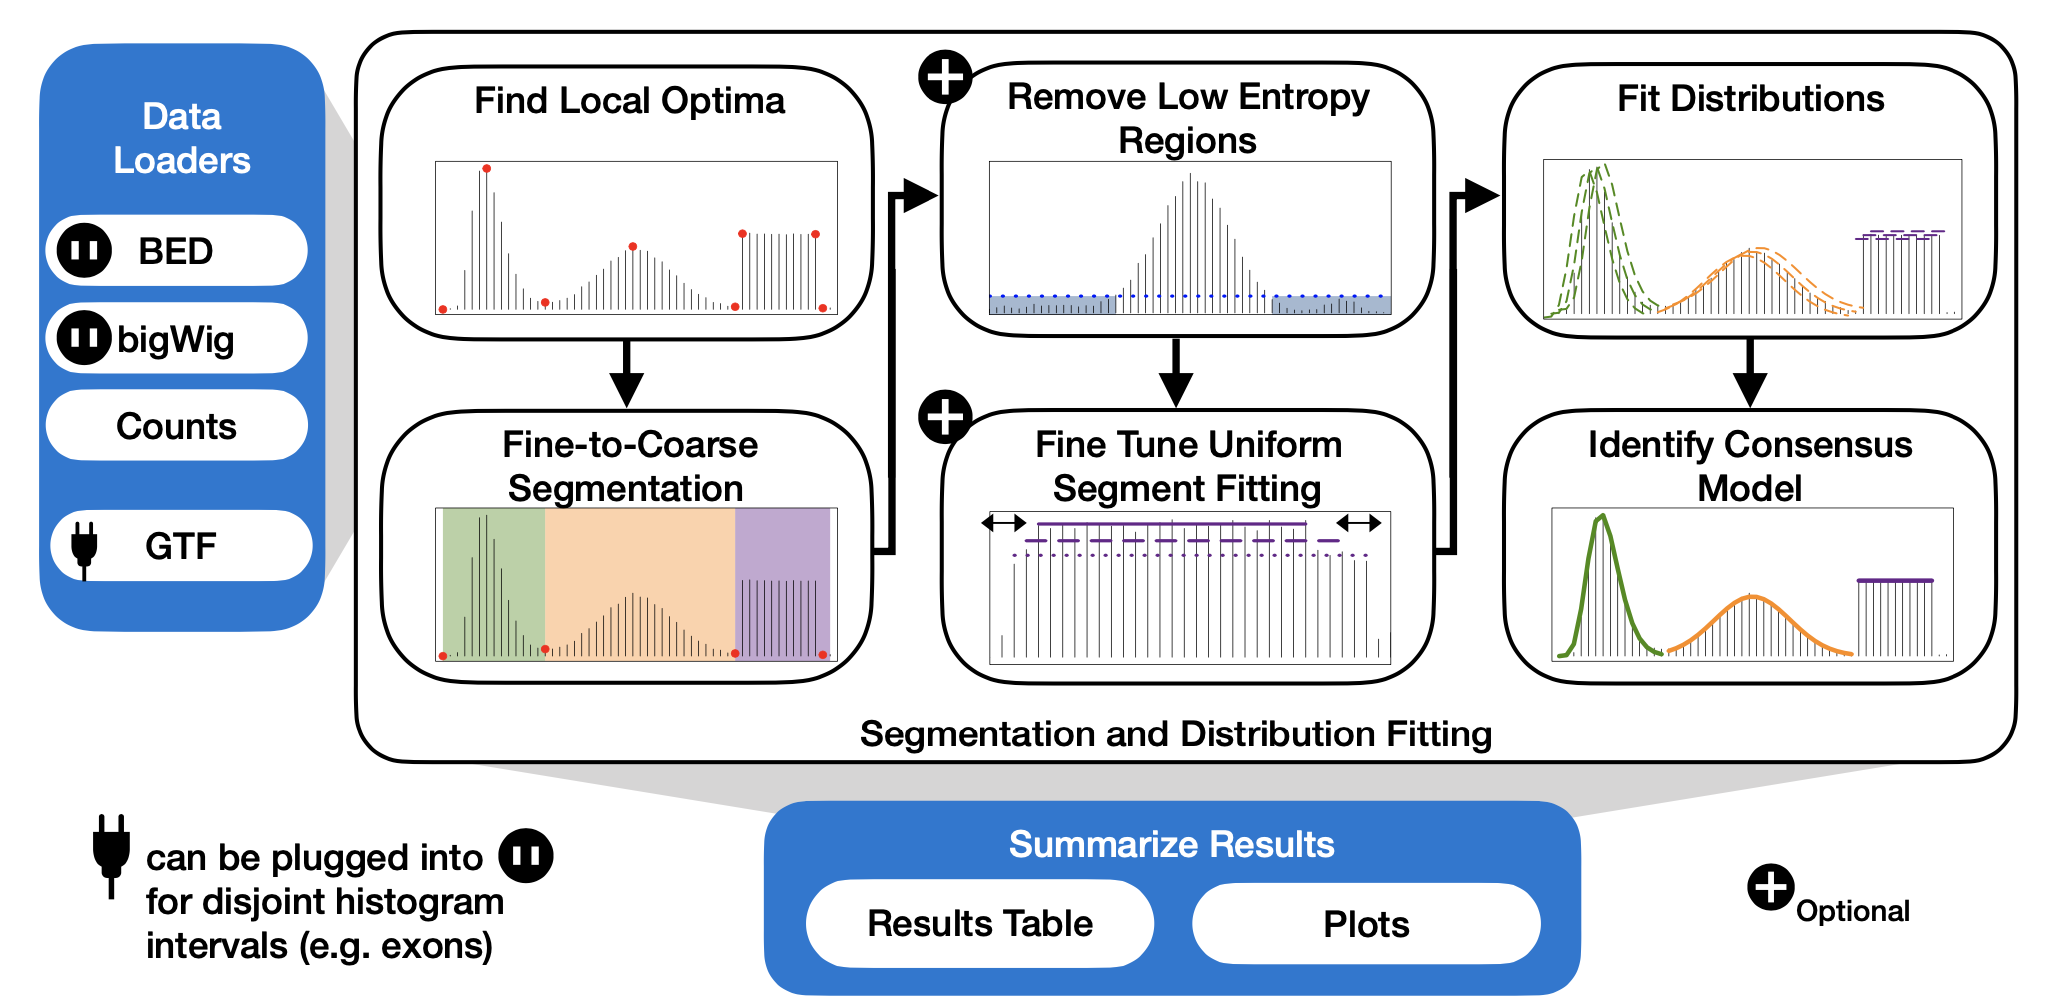 Data
Loaders
BED
bigWig
Counts
GTF
Find Local Optima
Fine-to-Coarse
Segmentation
Remove Low Entropy
Regions
Fine Tune Uniform
Segment Fitting
Fit Distributions
Identify Consensus
Model
Segmentation and Distribution Fitting
can be plugged into
for disjoint histogram
intervals (e.g. exons)
Summarize Results
Results Table
Plots
Optional